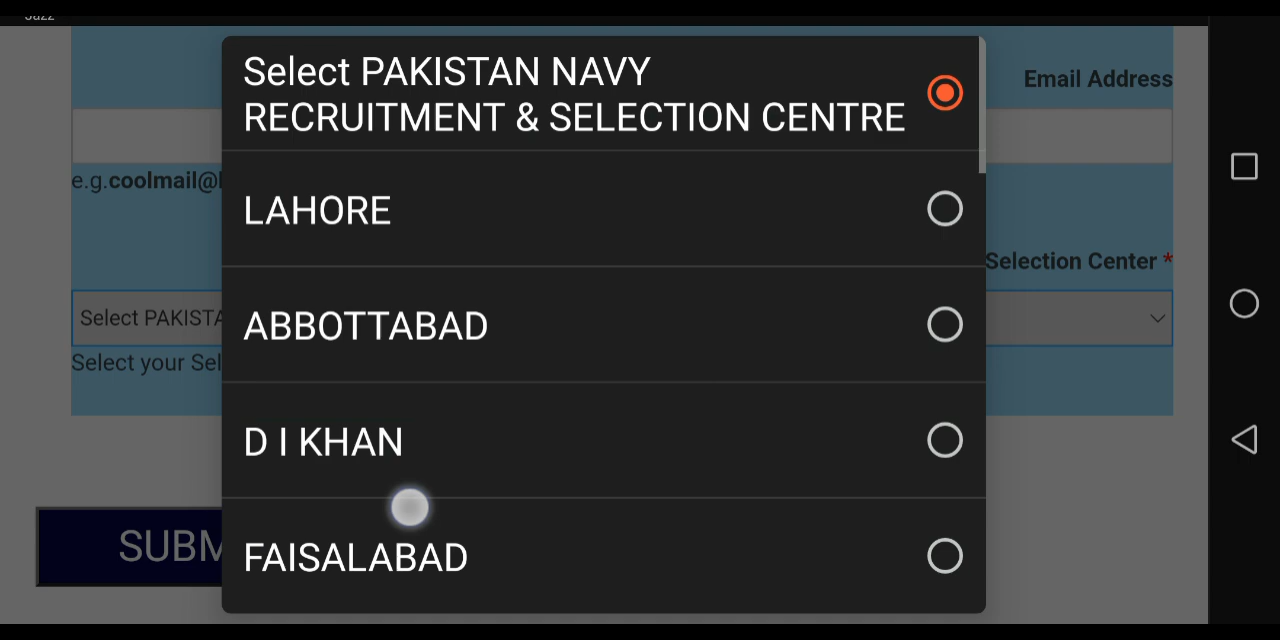 Jazz
Select PAKISTAN NAVY
RECRUITMENT & SELECTION CENTRE
Email Address
e.g.coolmail@
LAHORE
Selection Center *
Select PAKISTA
ABBOTTABAD
Select your Sel
D I KHAN
SUBM
FAISALABAD